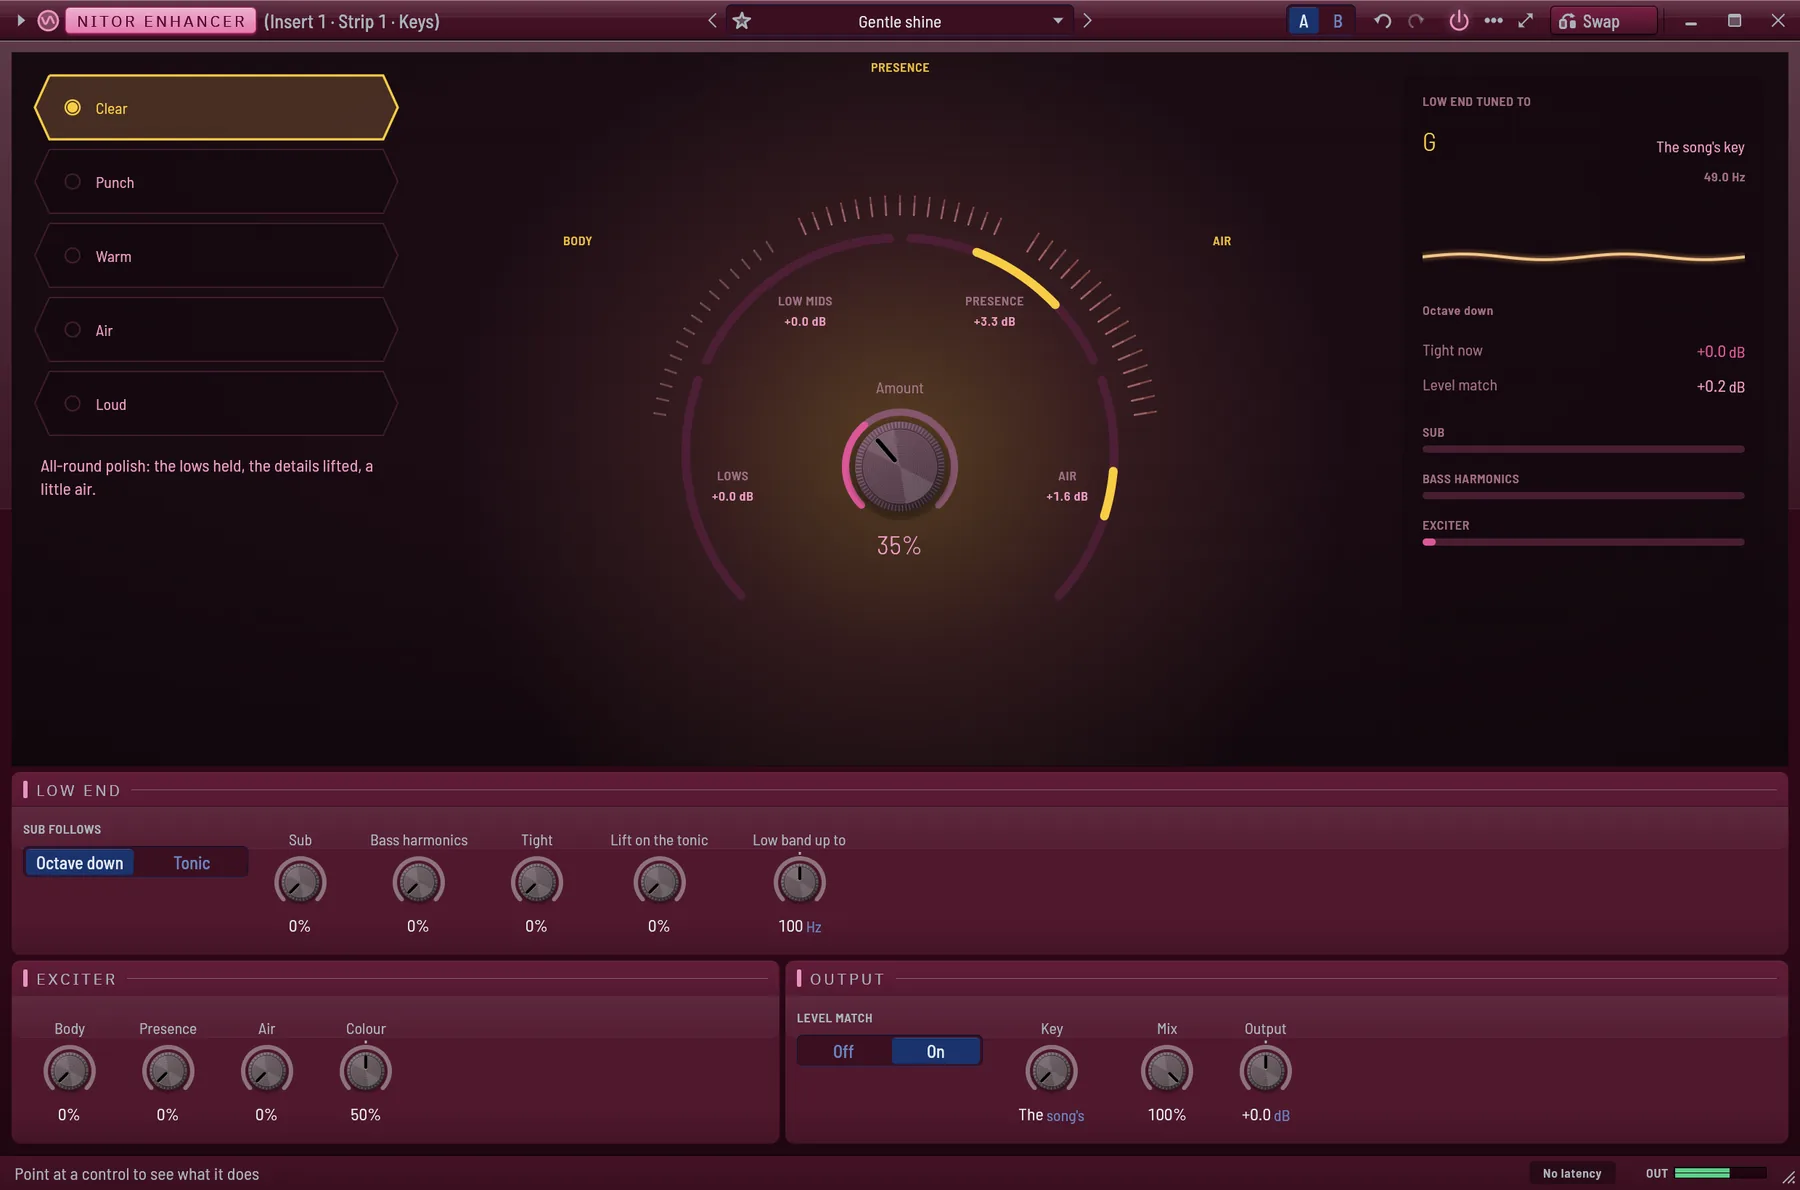 NITOR ENHANCER (Insert 1 · Strip 1 · Keys)
Gentle shine
A B
Swap
Clear
Punch
Warm
Air
Loud
All-round polish: the lows held, the details lifted, a
little air.
PRESENCE
BODY
AIR
LOW MIDS
+0.0 dB
PRESENCE
+3.3 dB
Amount
35%
LOWS
+0.0 dB
AIR
+1.6 dB
LOW END TUNED TO
G
The song's key
49.0 Hz
Octave down
Tight now +0.0 dB
Level match +0.2 dB
SUB
BASS HARMONICS
EXCITER
LOW END
SUB FOLLOWS
Octave down Tonic
Sub
0%
Bass harmonics
0%
Tight
0%
Lift on the tonic
0%
Low band up to
100 Hz
EXCITER
Body
0%
Presence
0%
Air
0%
Colour
50%
OUTPUT
LEVEL MATCH
Off On
Key
The song's
Mix
100%
Output
+0.0 dB
Point at a control to see what it does
No latency
OUT